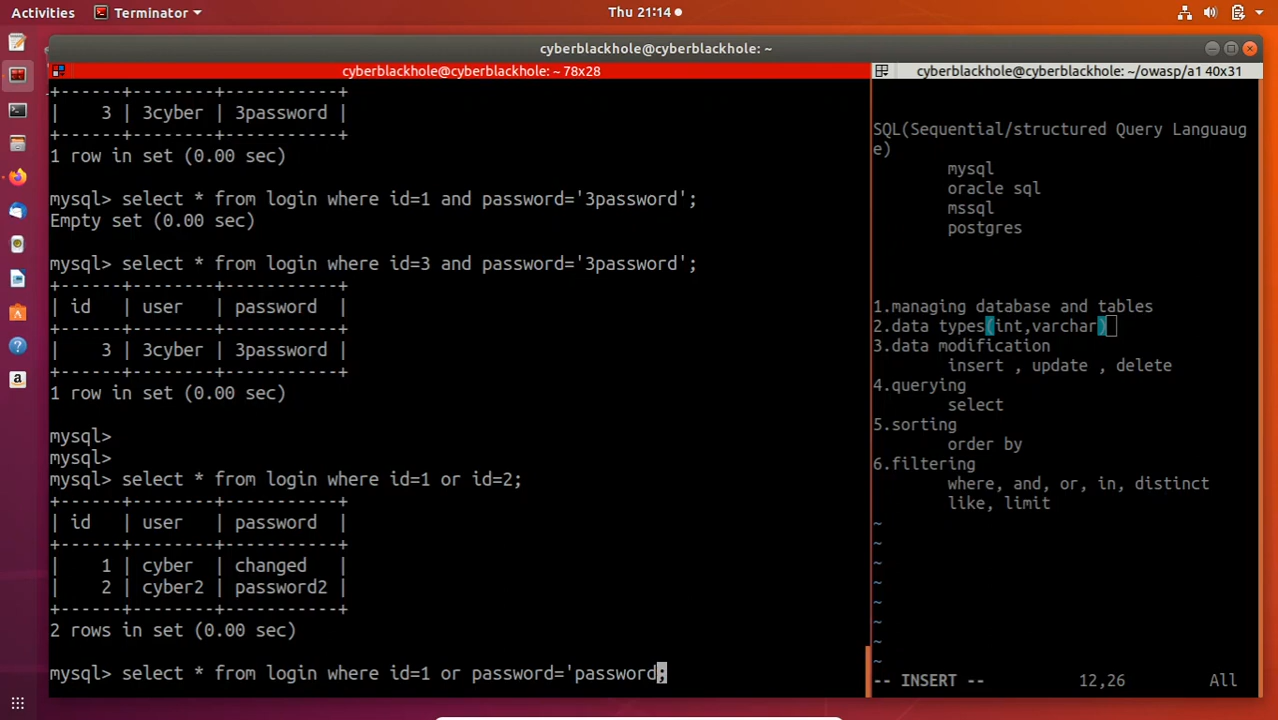 Activities
Terminator
Thu 21:14
cyberblackhole@cyberblackhole: ~
cyberblackhole@cyberblackhole: ~ 78x28
+------+--------+-----------+
|    3 | 3cyber | 3password |
+------+--------+-----------+
1 row in set (0.00 sec)
mysql> select * from login where id=1 and password='3password';
Empty set (0.00 sec)
mysql> select * from login where id=3 and password='3password';
+------+--------+-----------+
| id   | user   | password  |
+------+--------+-----------+
|    3 | 3cyber | 3password |
+------+--------+-----------+
1 row in set (0.00 sec)
mysql>
mysql>
mysql> select * from login where id=1 or id=2;
+------+--------+-----------+
| id   | user   | password  |
+------+--------+-----------+
|    1 | cyber  | changed   |
|    2 | cyber2 | password2 |
+------+--------+-----------+
2 rows in set (0.00 sec)
mysql> select * from login where id=1 or password='password;
cyberblackhole@cyberblackhole: ~/owasp/a1 40x31
SQL(Sequential/structured Query Languaug
e)
mysql
oracle sql
mssql
postgres
1.managing database and tables
2.data types(int,varchar)
3.data modification
insert , update , delete
4.querying
select
5.sorting
order by
6.filtering
where, and, or, in, distinct
like, limit
~
~
~
~
~
~
~
~
-- INSERT --
12,26
All